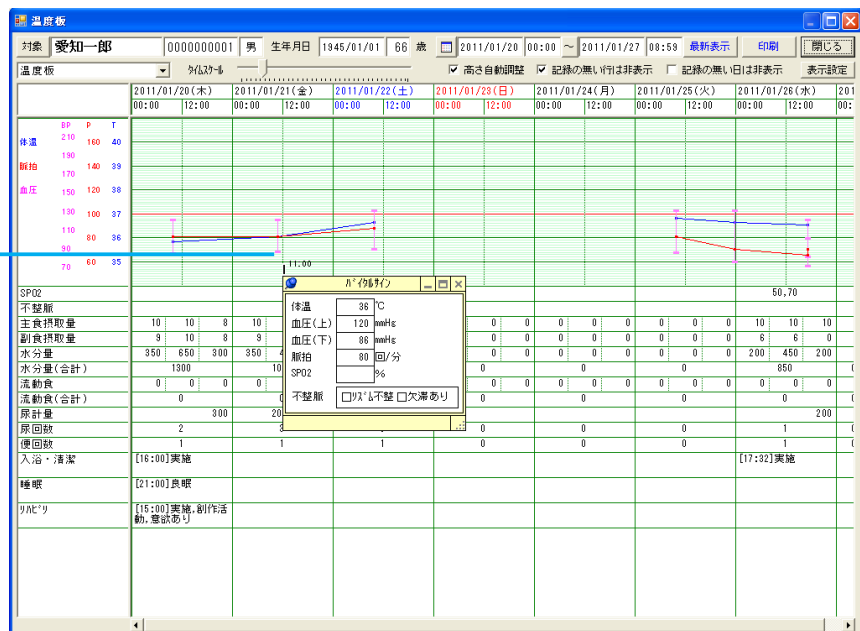 温度板
対象 愛知一郎 0000000001 男 生年月日 1945/01/01 66 歳 2011/01/20 00:00 ～ 2011/01/27 08:59 最新表示 印刷 閉じる
温度板 ﾀｲﾑｽｹｰﾙ 高さ自動調整 記録の無い行は非表示 記録の無い日は非表示 表示設定
2011/01/20(木) 2011/01/21(金) 2011/01/22(土) 2011/01/23(日) 2011/01/24(月) 2011/01/25(火) 2011/01/26(水) 201
00:00 12:00 00:00 12:00 00:00 12:00 00:00 12:00 00:00 12:00 00:00 12:00 00:00 12:00 00:
BP P T
体温 210 160 40
190
脈拍 140 39
170
血圧 150 120 38
130 100 37
110
80 36
90
70 60 35
11:00
ﾊﾞｲﾀﾙｻｲﾝ
体温 36 ℃
血圧(上) 120 mmHg
血圧(下) 86 mmHg
脈拍 80 回/分
SPO2 %
不整脈 ﾘｽﾞﾑ不整 欠滞あり
SPO2 50,70
不整脈
主食摂取量 10 10 8 10 0 0 0 0 0 0 0 0 10 10 10
副食摂取量 9 10 8 9 0 0 0 0 0 0 0 0 6 6 0
水分量 350 650 300 350 0 0 0 0 0 0 0 0 200 450 200
水分量(合計) 1300 10 0 0 0 850
流動食 0 0 0 0 0 0 0 0 0 0 0 0 0 0 0
流動食(合計) 0 0 0 0 0
尿計量 300 20 200
尿回数 2 0 0 0 1
便回数 1 1 1 0 0 0 1
入浴・清潔 [16:00]実施 [17:32]実施
睡眠 [21:00]良眠
ﾘﾊﾋﾞﾘ [15:00]実施,創作活
動,意欲あり